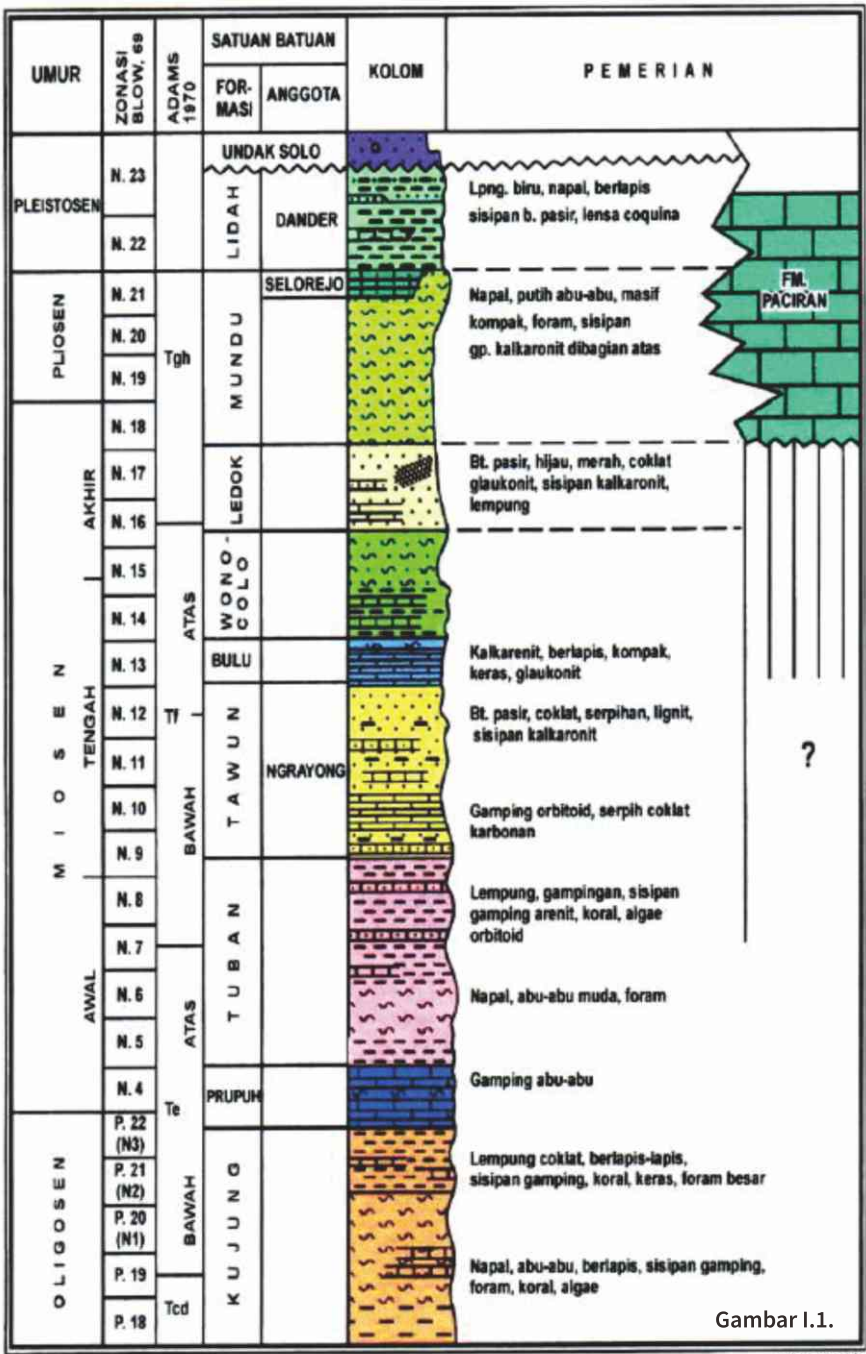 UMUR
ZONASI
BLOW, 69
ADAMS
1970
SATUAN BATUAN
FOR-
MASI
ANGGOTA
KOLOM
PEMERIAN
PLEISTOSEN
PLIOSEN
MIOSEN
AKHIR
TENGAH
AWAL
OLIGOSEN
N. 23
N. 22
N. 21
N. 20
N. 19
N. 18
N. 17
N. 16
N. 15
N. 14
N. 13
N. 12
N. 11
N. 10
N. 9
N. 8
N. 7
N. 6
N. 5
N. 4
P. 22
(N3)
P. 21
(N2)
P. 20
(N1)
P. 19
P. 18
Tgh
ATAS
Tf
BAWAH
ATAS
Te
BAWAH
Tcd
UNDAK SOLO
LIDAH
MUNDU
LEDOK
WONO-
COLO
BULU
TAWUN
TUBAN
PRUPUH
KUJUNG
DANDER
SELOREJO
NGRAYONG
Lpng. biru, napal, berlapis
sisipan b. pasir, lensa coquina
Napal, putih abu-abu, masif
kompak, foram, sisipan
gp. kalkaronit dibagian atas
Bt. pasir, hijau, merah, coklat
glaukonit, sisipan kalkaronit,
lempung
Kalkarenit, berlapis, kompak,
keras, glaukonit
Bt. pasir, coklat, serpihan, lignit,
sisipan kalkaronit
Gamping orbitoid, serpih coklat
karbonan
Lempung, gampingan, sisipan
gamping arenit, koral, algae
orbitoid
Napal, abu-abu muda, foram
Gamping abu-abu
Lempung coklat, berlapis-lapis,
sisipan gamping, koral, keras, foram besar
Napal, abu-abu, berlapis, sisipan gamping,
foram, koral, algae
FM.
PACIRAN
?
Gambar I.1.